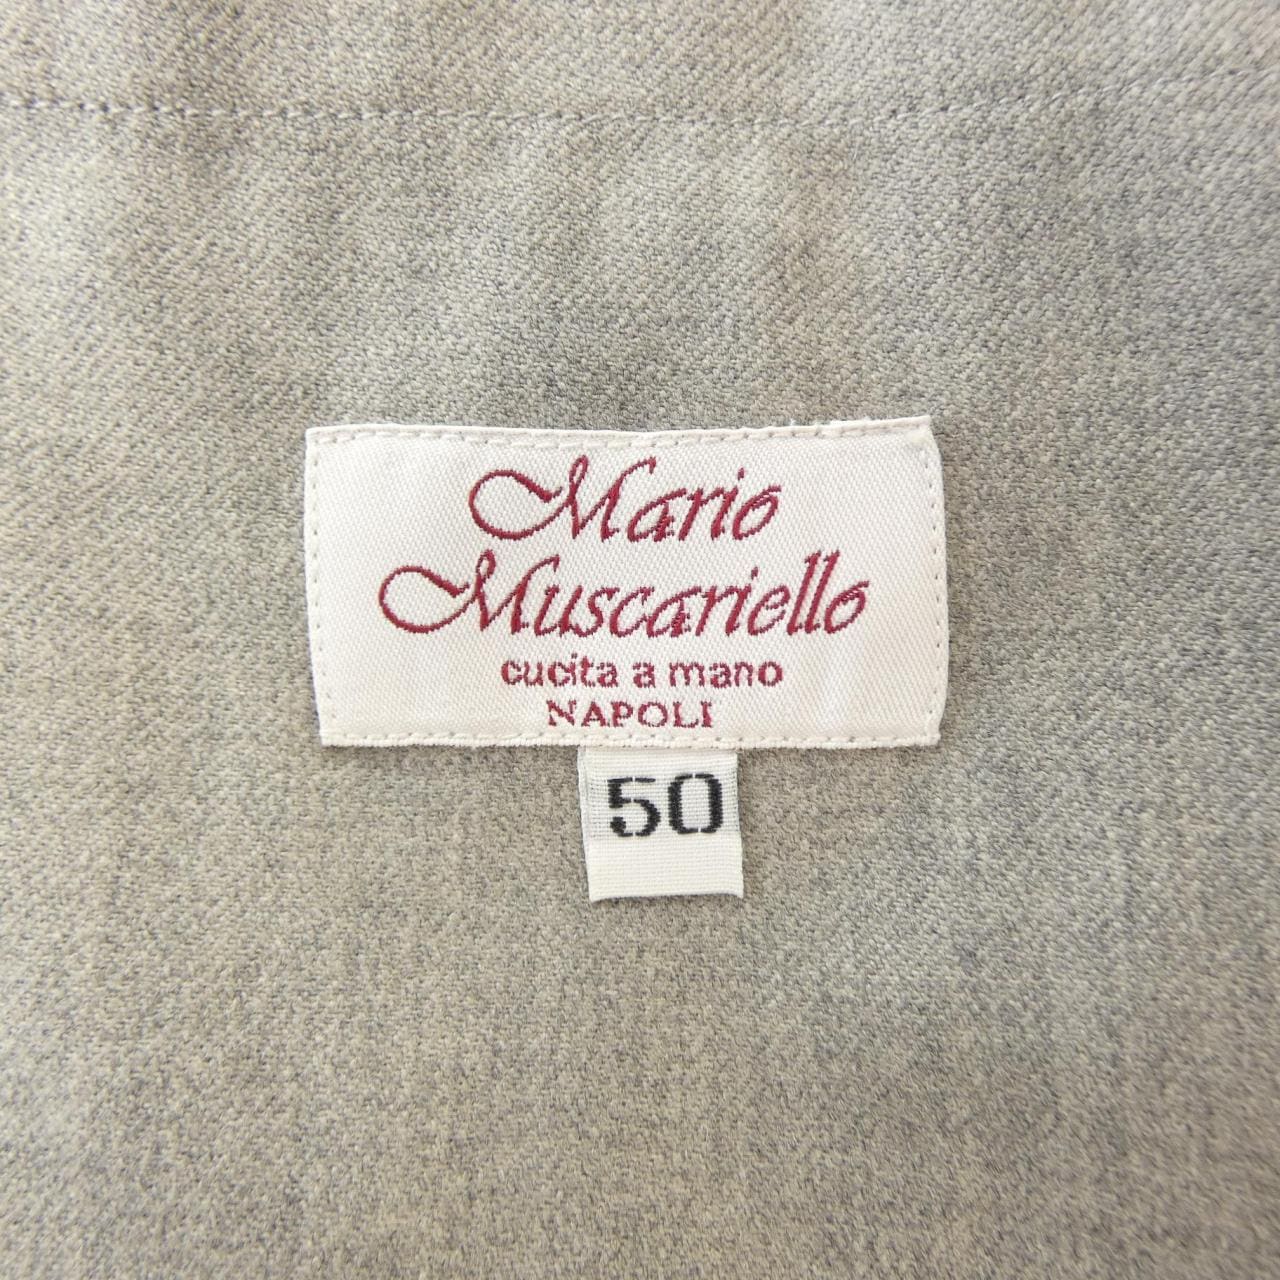 Mario
Muscariello
cucita a mano
NAPOLI
50